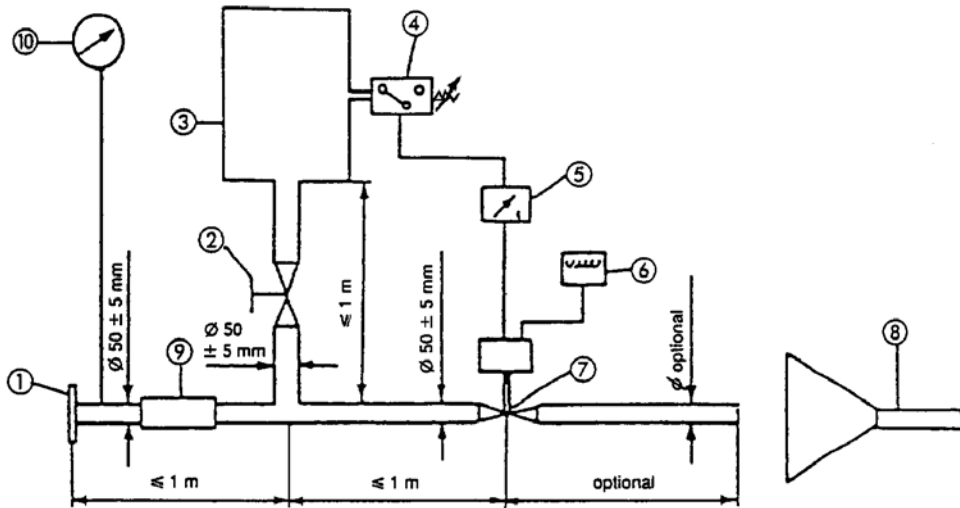 10
4
3
5
2
6
Ø 50 ± 5 mm
⩽ 1 m
Ø 50 ± 5 mm
Ø 50
± 5 mm
Ø optional
9
7
8
1
⩽ 1 m
⩽ 1 m
optional